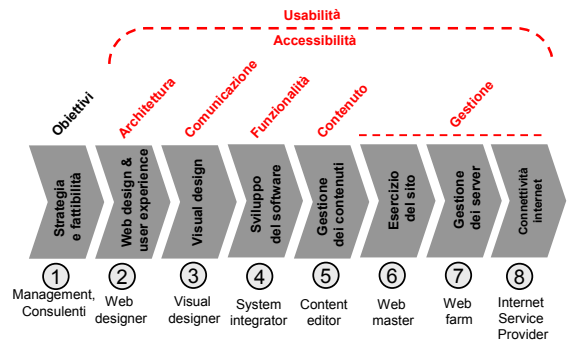 Usabilità
Accessibilità
Obiettivi
Architettura
Comunicazione
Funzionalità
Contenuto
Gestione
Strategia
e fattibilità
Web design &
user experience
Visual design
Sviluppo
del software
Gestione
dei contenuti
Esercizio
del sito
Gestione
dei server
Connettività
internet
1
2
3
4
5
6
7
8
Management,
Consulenti
Web
designer
Visual
designer
System
integrator
Content
editor
Web
master
Web
farm
Internet
Service
Provider